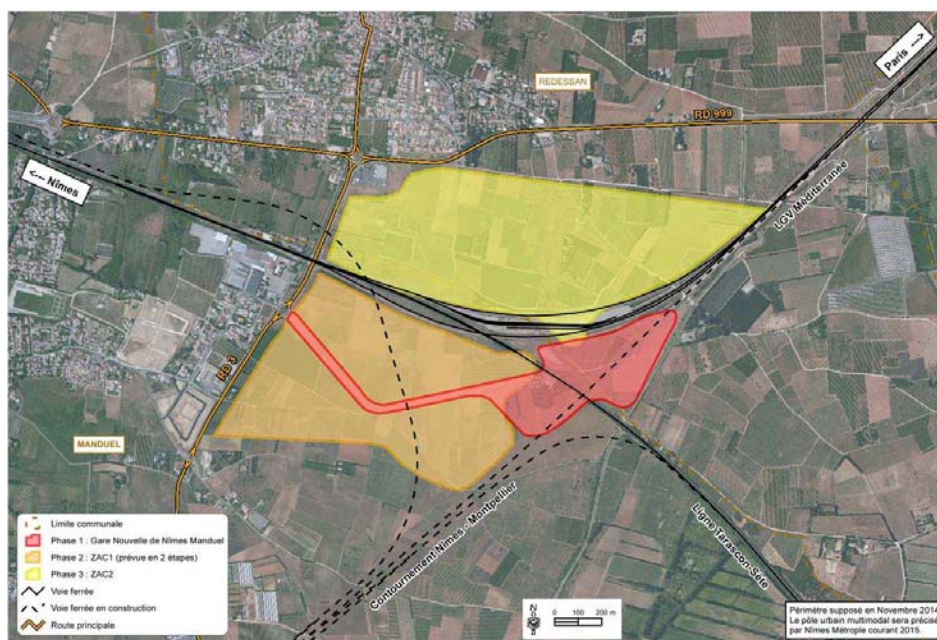 Paris --->
REDESSAN
RD 999
<--- Nîmes
LGV Méditerranée
RD 3
MANDUEL
Contournement Nîmes - Montpellier
Ligne Tarascon-Sète
Limite communale
Phase 1 : Gare Nouvelle de Nîmes Manduel
Phase 2 : ZAC1 (prévue en 2 étapes)
Phase 3 : ZAC2
Voie ferrée
Voie ferrée en construction
Route principale
N
0 100 200 m
Périmètre supposé en Novembre 2014
Le pôle urbain multimodal sera précisé
par Nîmes Métrople courant 2015.